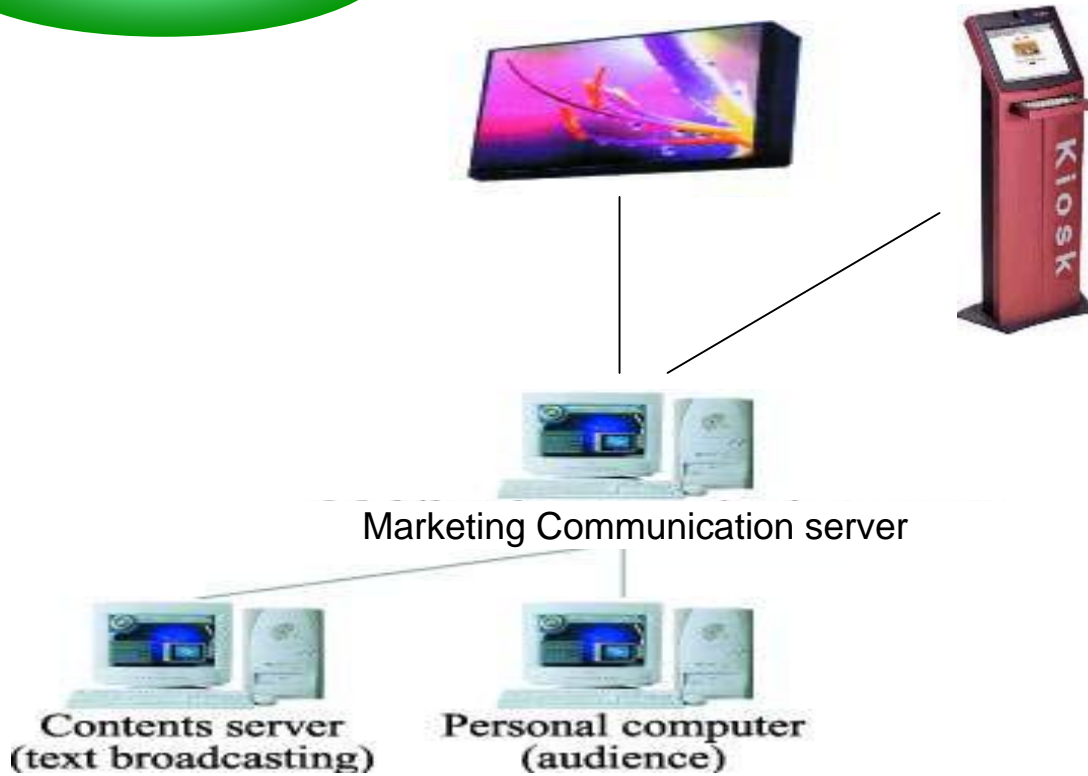 Kiosk
Marketing Communication server
Contents server
(text broadcasting)
Personal computer
(audience)